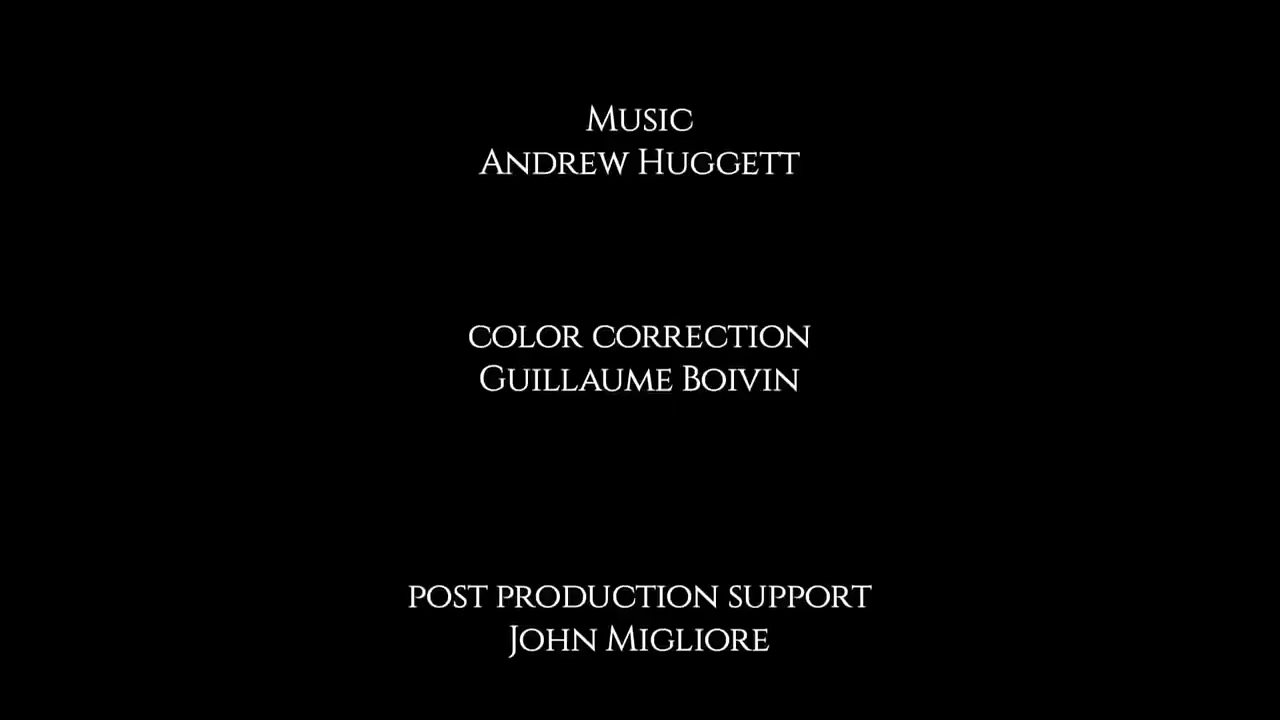 Music
Andrew Huggett
color correction
Guillaume Boivin
post production support
John Migliore